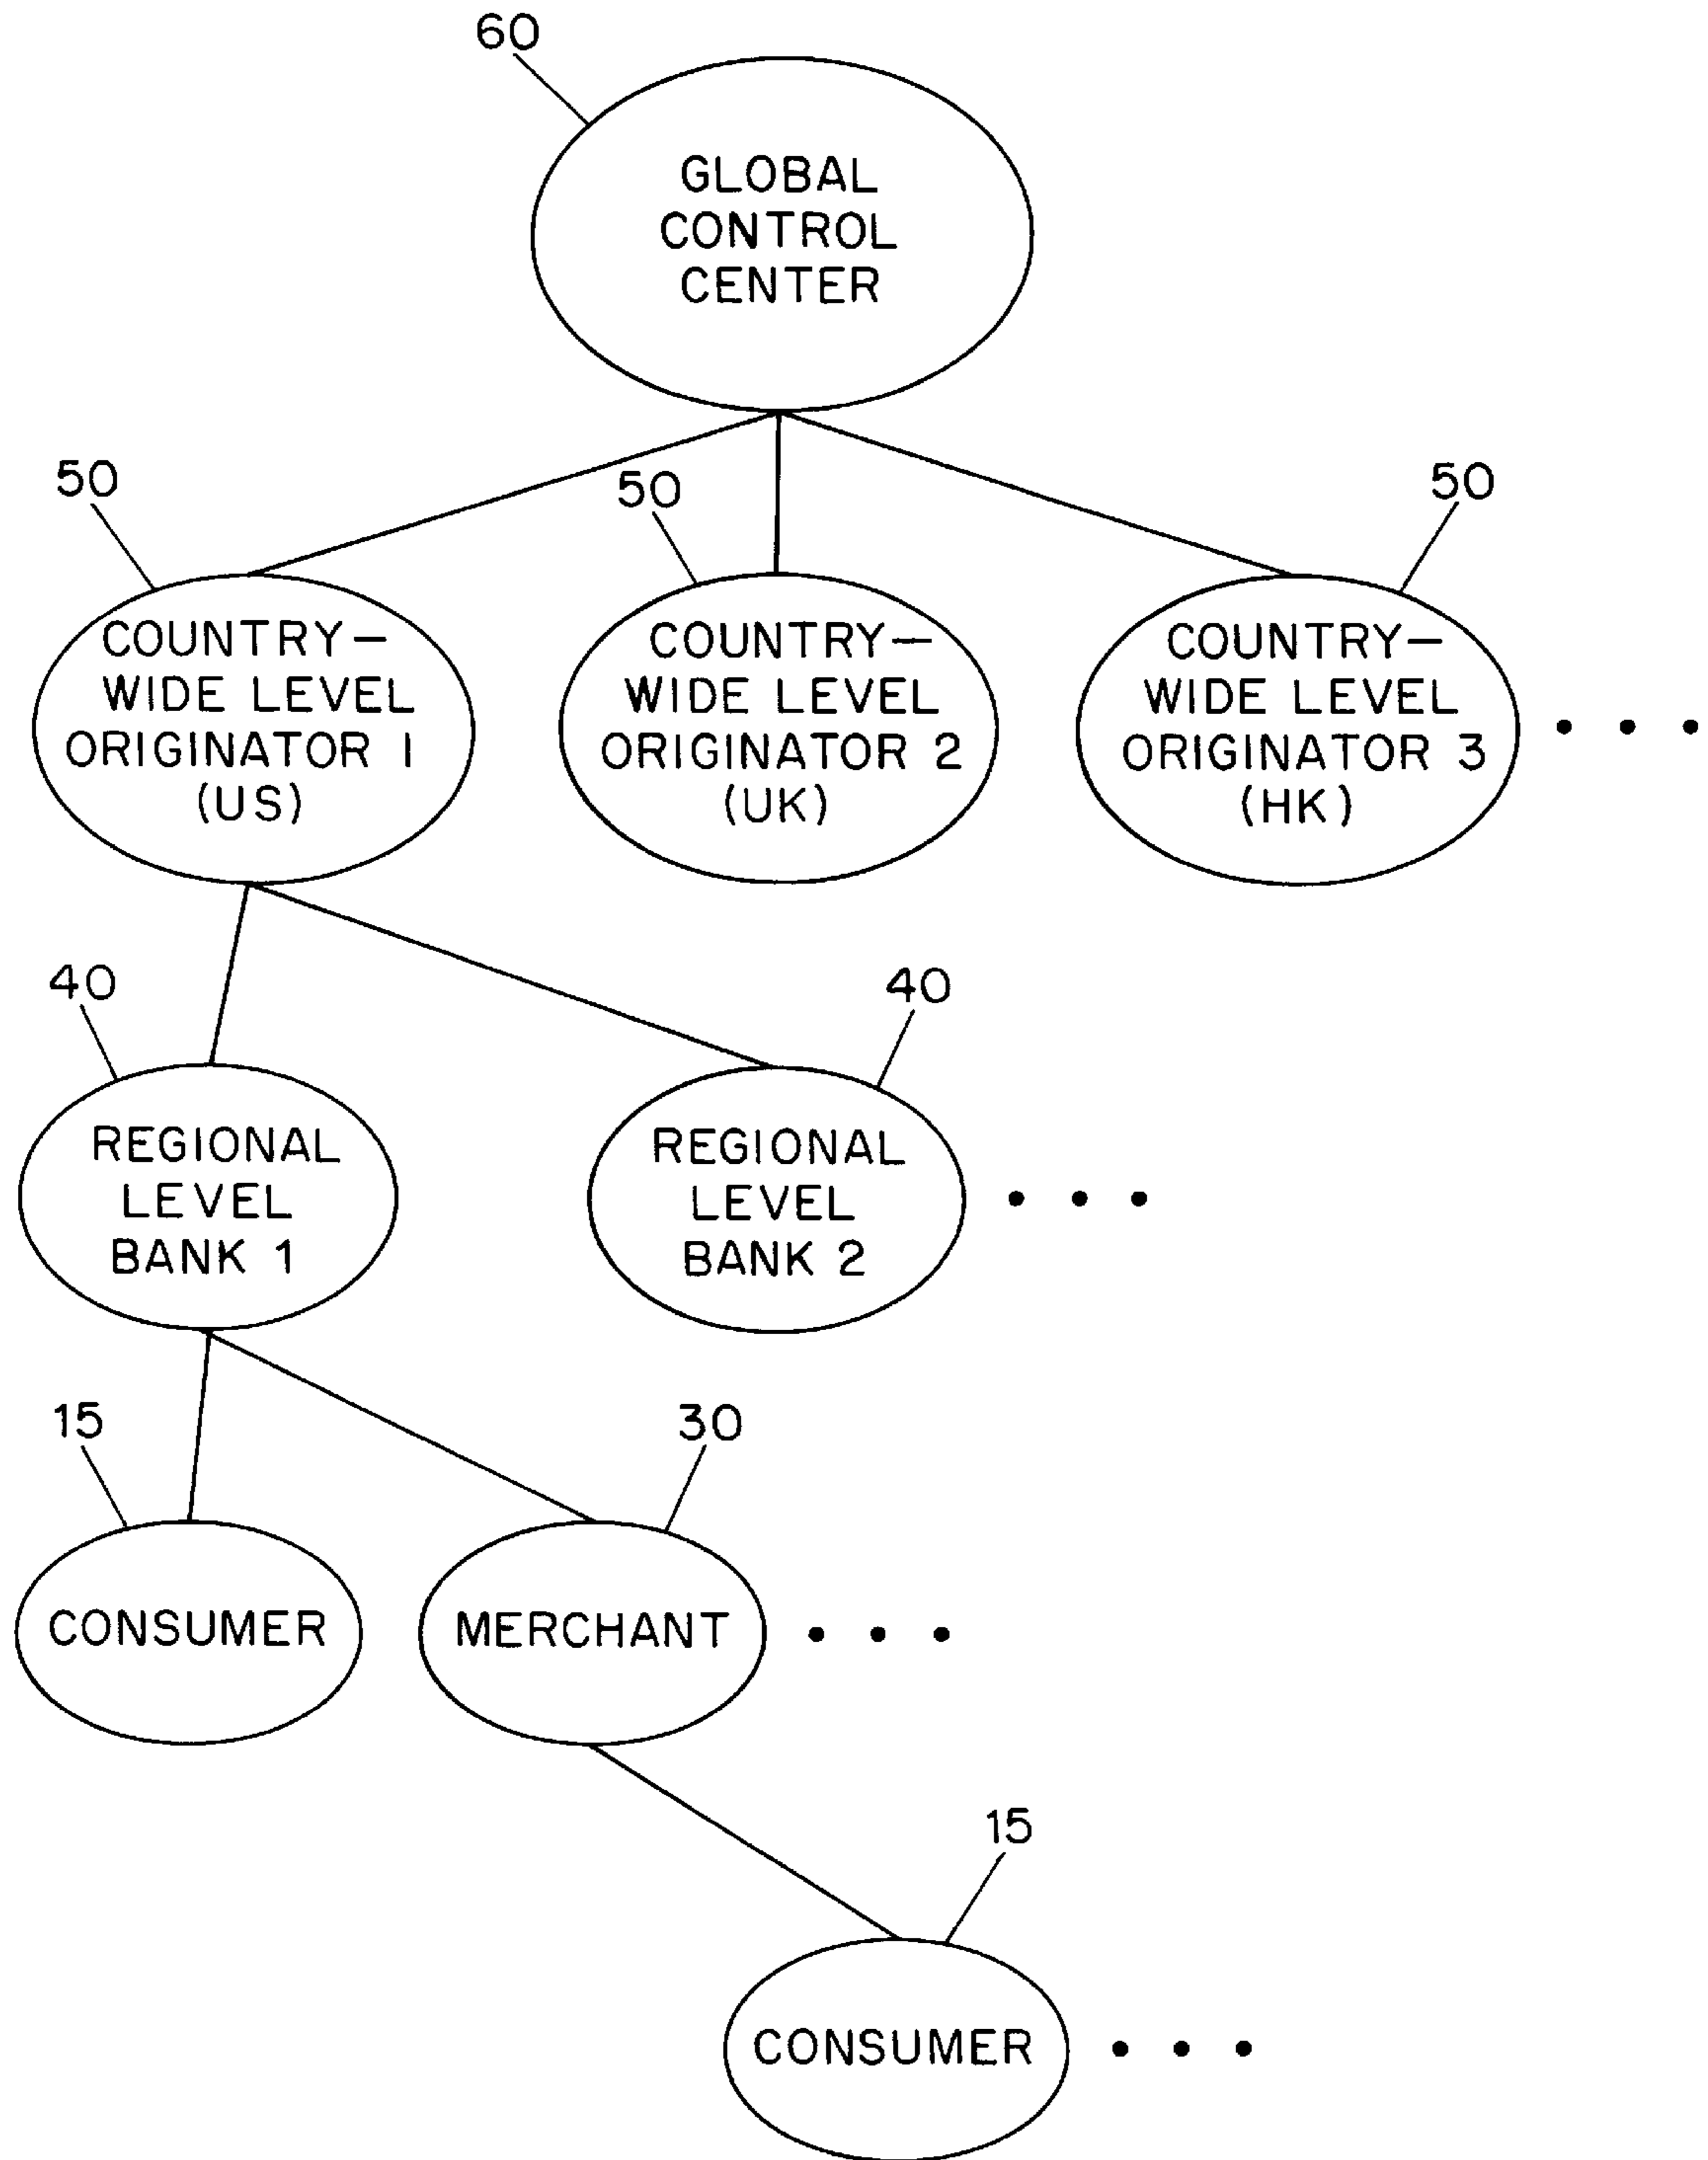 60
GLOBAL
CONTROL
CENTER
50
50
50
COUNTRY—
WIDE LEVEL
ORIGINATOR 1
(US)
COUNTRY—
WIDE LEVEL
ORIGINATOR 2
(UK)
COUNTRY—
WIDE LEVEL
ORIGINATOR 3
(HK)
40
40
REGIONAL
LEVEL
BANK 1
REGIONAL
LEVEL
BANK 2
15
30
CONSUMER
MERCHANT
15
CONSUMER